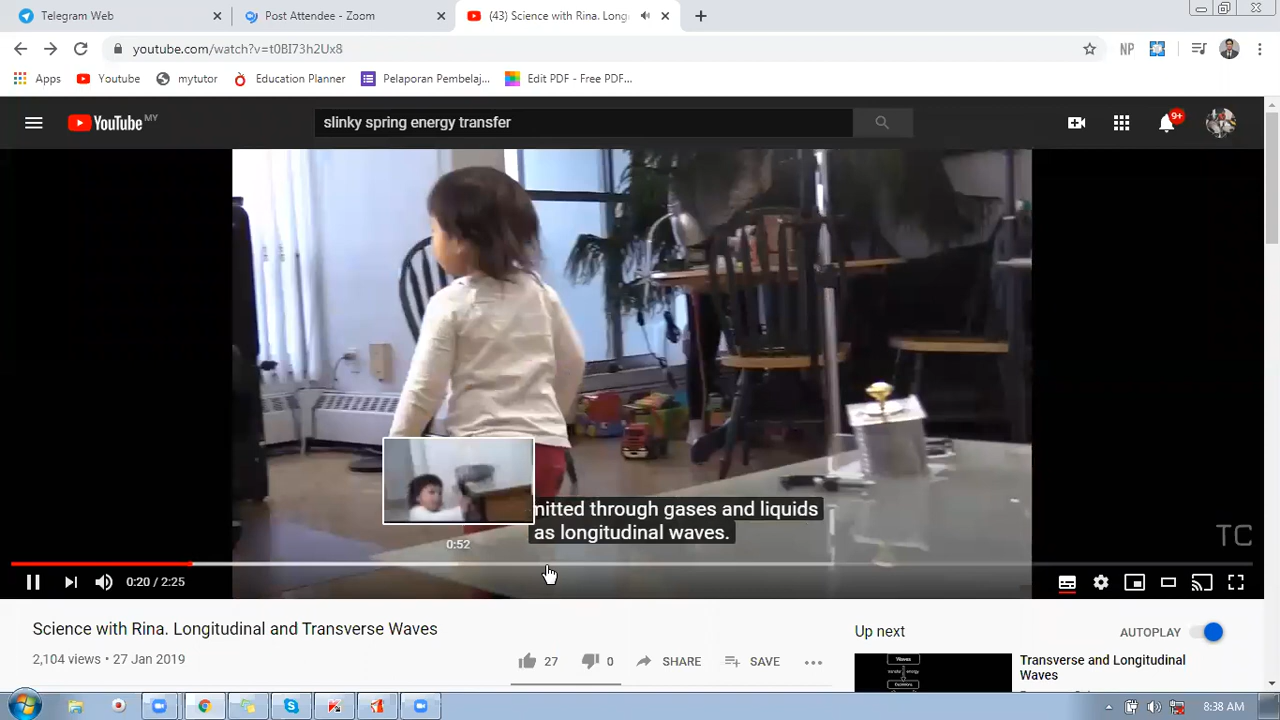 Telegram Web
Post Attendee - Zoom
(43) Science with Rina. Long
youtube.com/watch?v=t0BI73h2Ux8
NP
Apps
Youtube
mytutor
Education Planner
Pelaporan Pembelaj...
Edit PDF - Free PDF...
YouTube MY
slinky spring energy transfer
9+
nitted through gases and liquids
as longitudinal waves.
TC
0:52
0:20 / 2:25
Science with Rina. Longitudinal and Transverse Waves
2,104 views • 27 Jan 2019
27
0
SHARE
SAVE
Up next
AUTOPLAY
Waves
Transverse and Longitudinal
Waves
8:38 AM